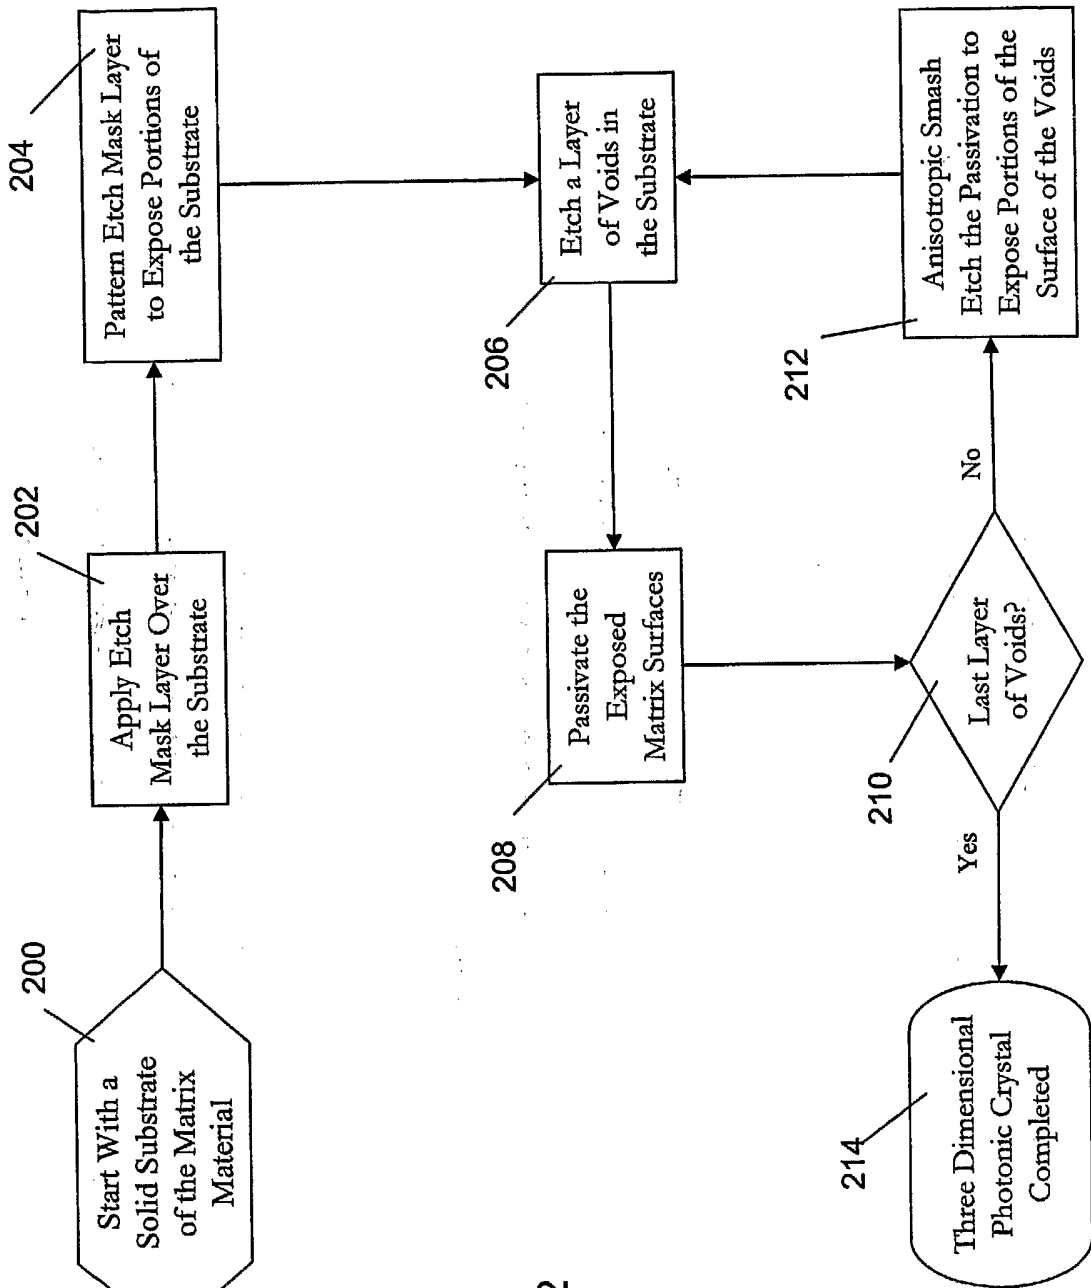 200
Start With a
Solid Substrate
of the Matrix
Material
202
Apply Etch
Mask Layer Over
the Substrate
204
Pattern Etch Mask Layer
to Expose Portions of
the Substrate
206
Etch a Layer
of Voids in
the Substrate
208
Passivate the
Exposed
Matrix Surfaces
210
Last Layer
of Voids?
Yes
No
212
Anisotropic Smash
Etch the Passivation to
Expose Portions of the
Surface of the Voids
214
Three Dimensional
Photonic Crystal
Completed
2